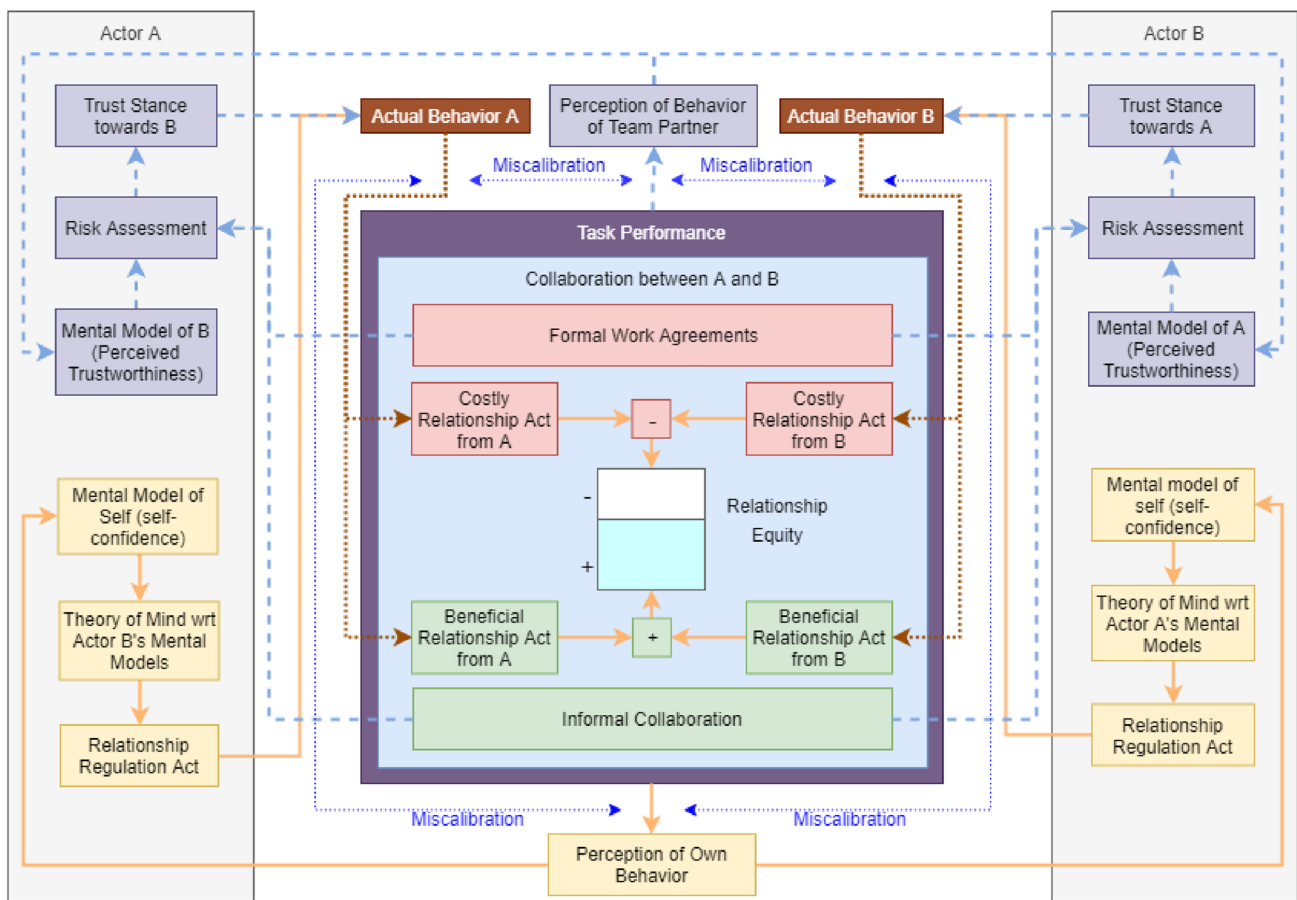 Actor A
Actor B
Trust Stance
towards B
Actual Behavior A
Perception of Behavior
of Team Partner
Actual Behavior B
Trust Stance
towards A
Miscalibration
Miscalibration
Risk Assessment
Task Performance
Risk Assessment
Collaboration between A and B
Mental Model of B
(Perceived
Trustworthiness)
Formal Work Agreements
Mental Model of A
(Perceived
Trustworthiness)
Costly
Relationship Act
from A
-
Costly
Relationship Act
from B
Mental Model of
Self (self-
confidence)
-
+
Relationship
Equity
Mental model of
self (self-
confidence)
Theory of Mind wrt
Actor B's Mental
Models
Beneficial
Relationship Act
from A
+
Beneficial
Relationship Act
from B
Theory of Mind wrt
Actor A's Mental
Models
Relationship
Regulation Act
Informal Collaboration
Relationship
Regulation Act
Miscalibration
Miscalibration
Perception of Own
Behavior